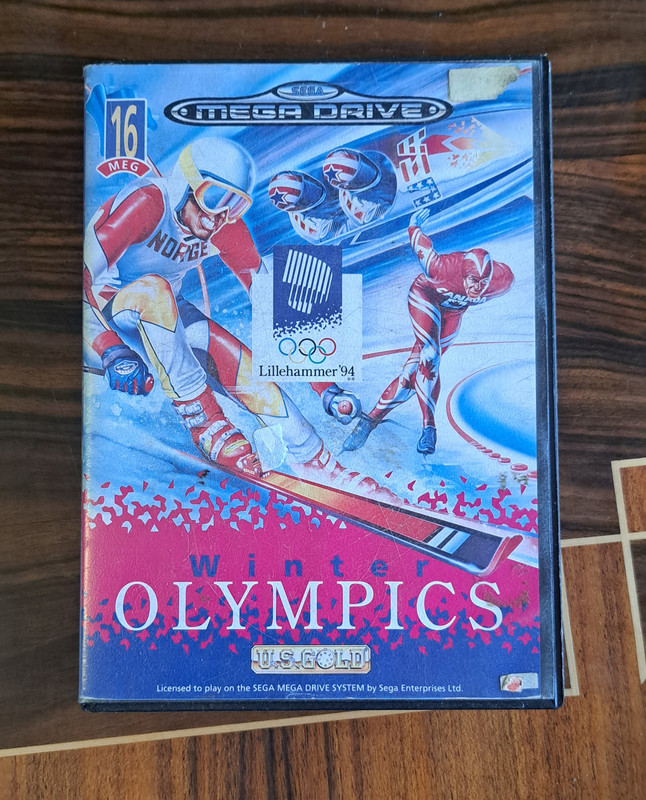 SEGA
MEGA DRIVE
16
MEG
NORGE
CANADA
Lillehammer '94
Winter
OLYMPICS
U.S. GOLD
Licensed to play on the SEGA MEGA DRIVE SYSTEM by Sega Enterprises Ltd.